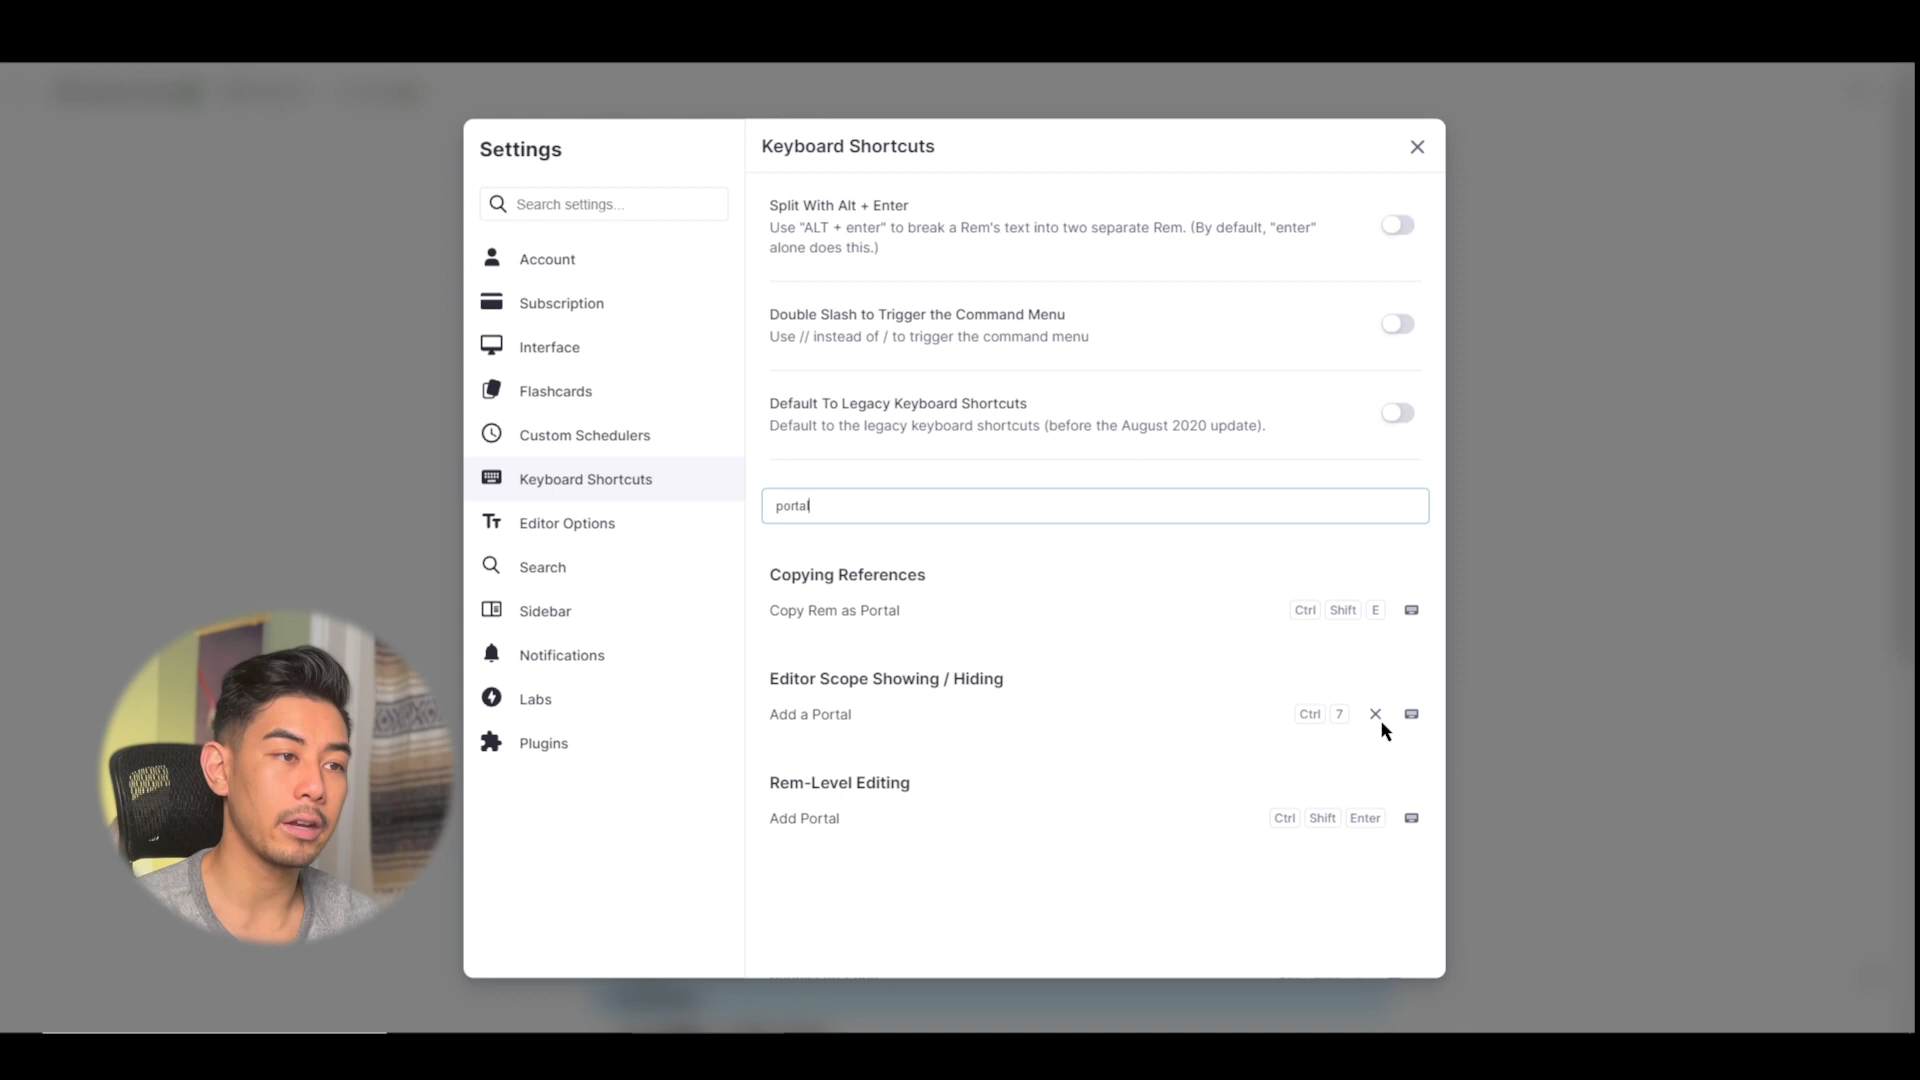 Settings
Search settings...
Account
Subscription
Interface
Flashcards
Custom Schedulers
Keyboard Shortcuts
Editor Options
Search
Sidebar
Notifications
Labs
Plugins
Keyboard Shortcuts
Split With Alt + Enter
Use "ALT + enter" to break a Rem's text into two separate Rem. (By default, "enter"
alone does this.)
Double Slash to Trigger the Command Menu
Use // instead of / to trigger the command menu
Default To Legacy Keyboard Shortcuts
Default to the legacy keyboard shortcuts (before the August 2020 update).
portal
Copying References
Copy Rem as Portal Ctrl Shift E
Editor Scope Showing / Hiding
Add a Portal Ctrl 7
Rem-Level Editing
Add Portal Ctrl Shift Enter